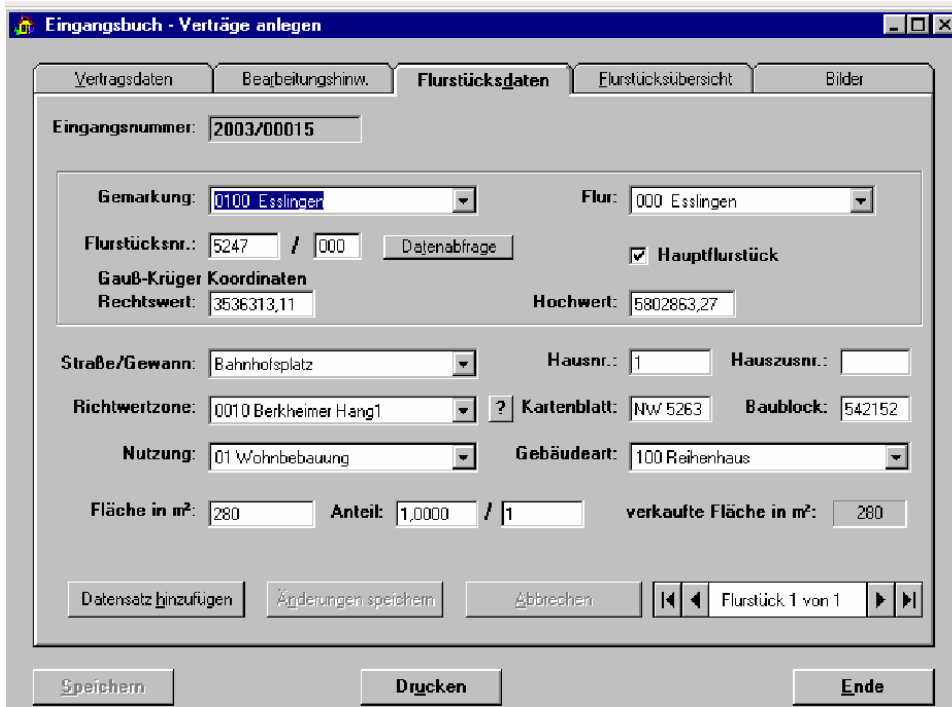 Eingangsbuch - Verträge anlegen
Vertragsdaten Bearbeitungshinw. Flurstücksdaten Flurstücksübersicht Bilder
Eingangsnummer: 2003/00015
Gemarkung: 0100 Esslingen Flur: 000 Esslingen
Flurstücksnr.: 5247 / 000 Datenabfrage Hauptflurstück
Gauß-Krüger Koordinaten
Rechtswert: 3536313,11 Hochwert: 5802863,27
Straße/Gewann: Bahnhofsplatz Hausnr.: 1 Hauszusnr.:
Richtwertzone: 0010 Berkheimer Hang1 ? Kartenblatt: NW 5263 Baublock: 542152
Nutzung: 01 Wohnbebauung Gebäudeart: 100 Reihenhaus
Fläche in m²: 280 Anteil: 1,0000 / 1 verkaufte Fläche in m²: 280
Datensatz hinzufügen Änderungen speichern Abbrechen Flurstück 1 von 1
Speichern Drucken Ende